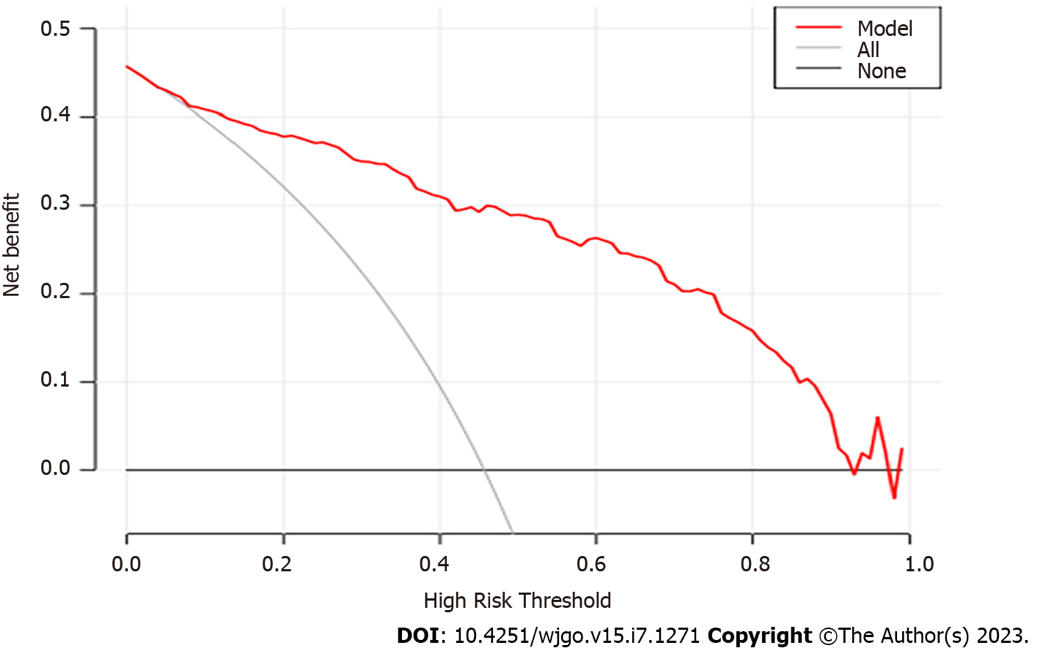 Model
All
None
0.5
0.4
0.3
0.2
0.1
0.0
Net benefit
0.0 0.2 0.4 0.6 0.8 1.0
High Risk Threshold
DOI: 10.4251/wjgo.v15.i7.1271 Copyright ©The Author(s) 2023.